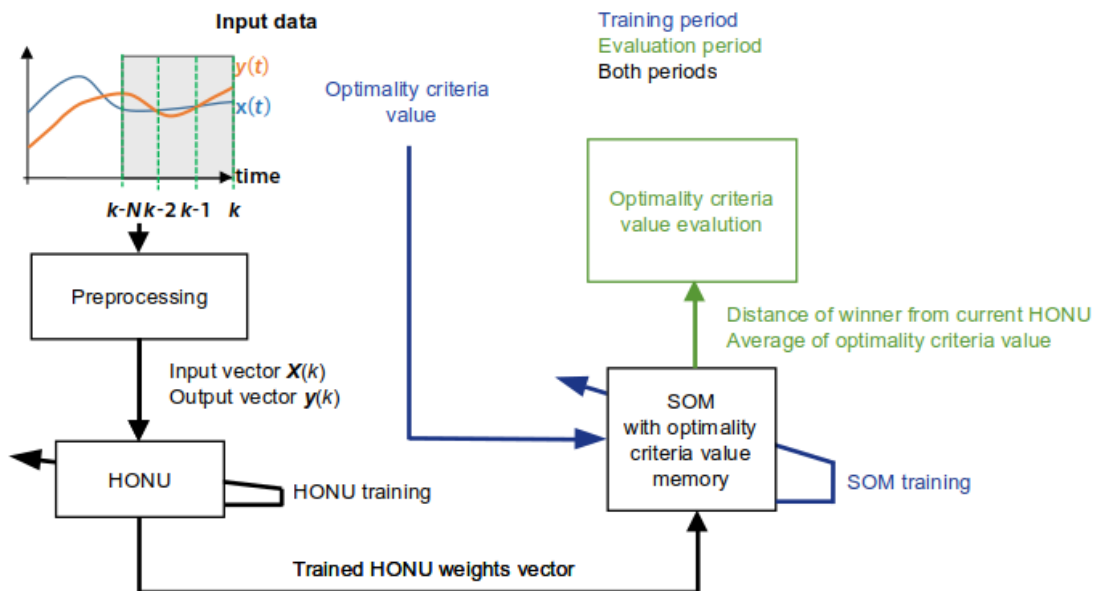 Input data
y(t)
x(t)
time
k-N k-2 k-1 k
Preprocessing
Input vector X(k)
Output vector y(k)
HONU
HONU training
Trained HONU weights vector
Training period
Evaluation period
Both periods
Optimality criteria
value
Optimality criteria
value evalution
Distance of winner from current HONU
Average of optimality criteria value
SOM
with optimality
criteria value
memory
SOM training